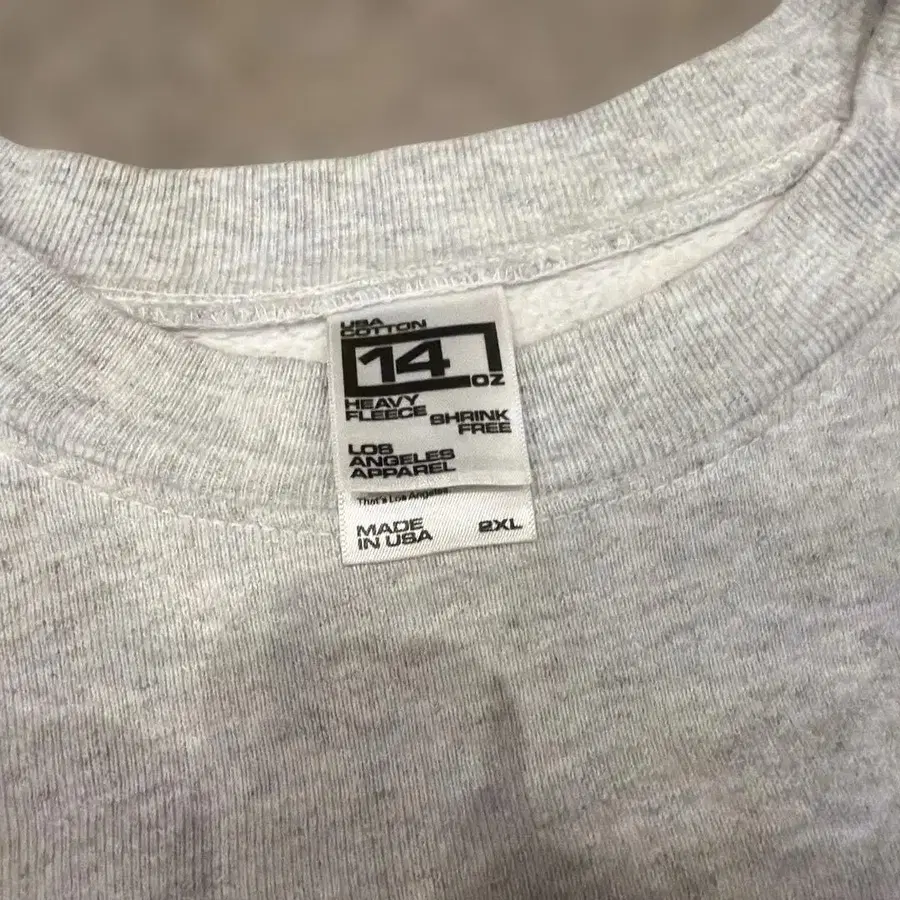 USA
COTTON
14
OZ
HEAVY
FLEECE
SHRINK
FREE
LOS
ANGELES
APPAREL
That's Los Angeles
MADE
IN USA
2XL